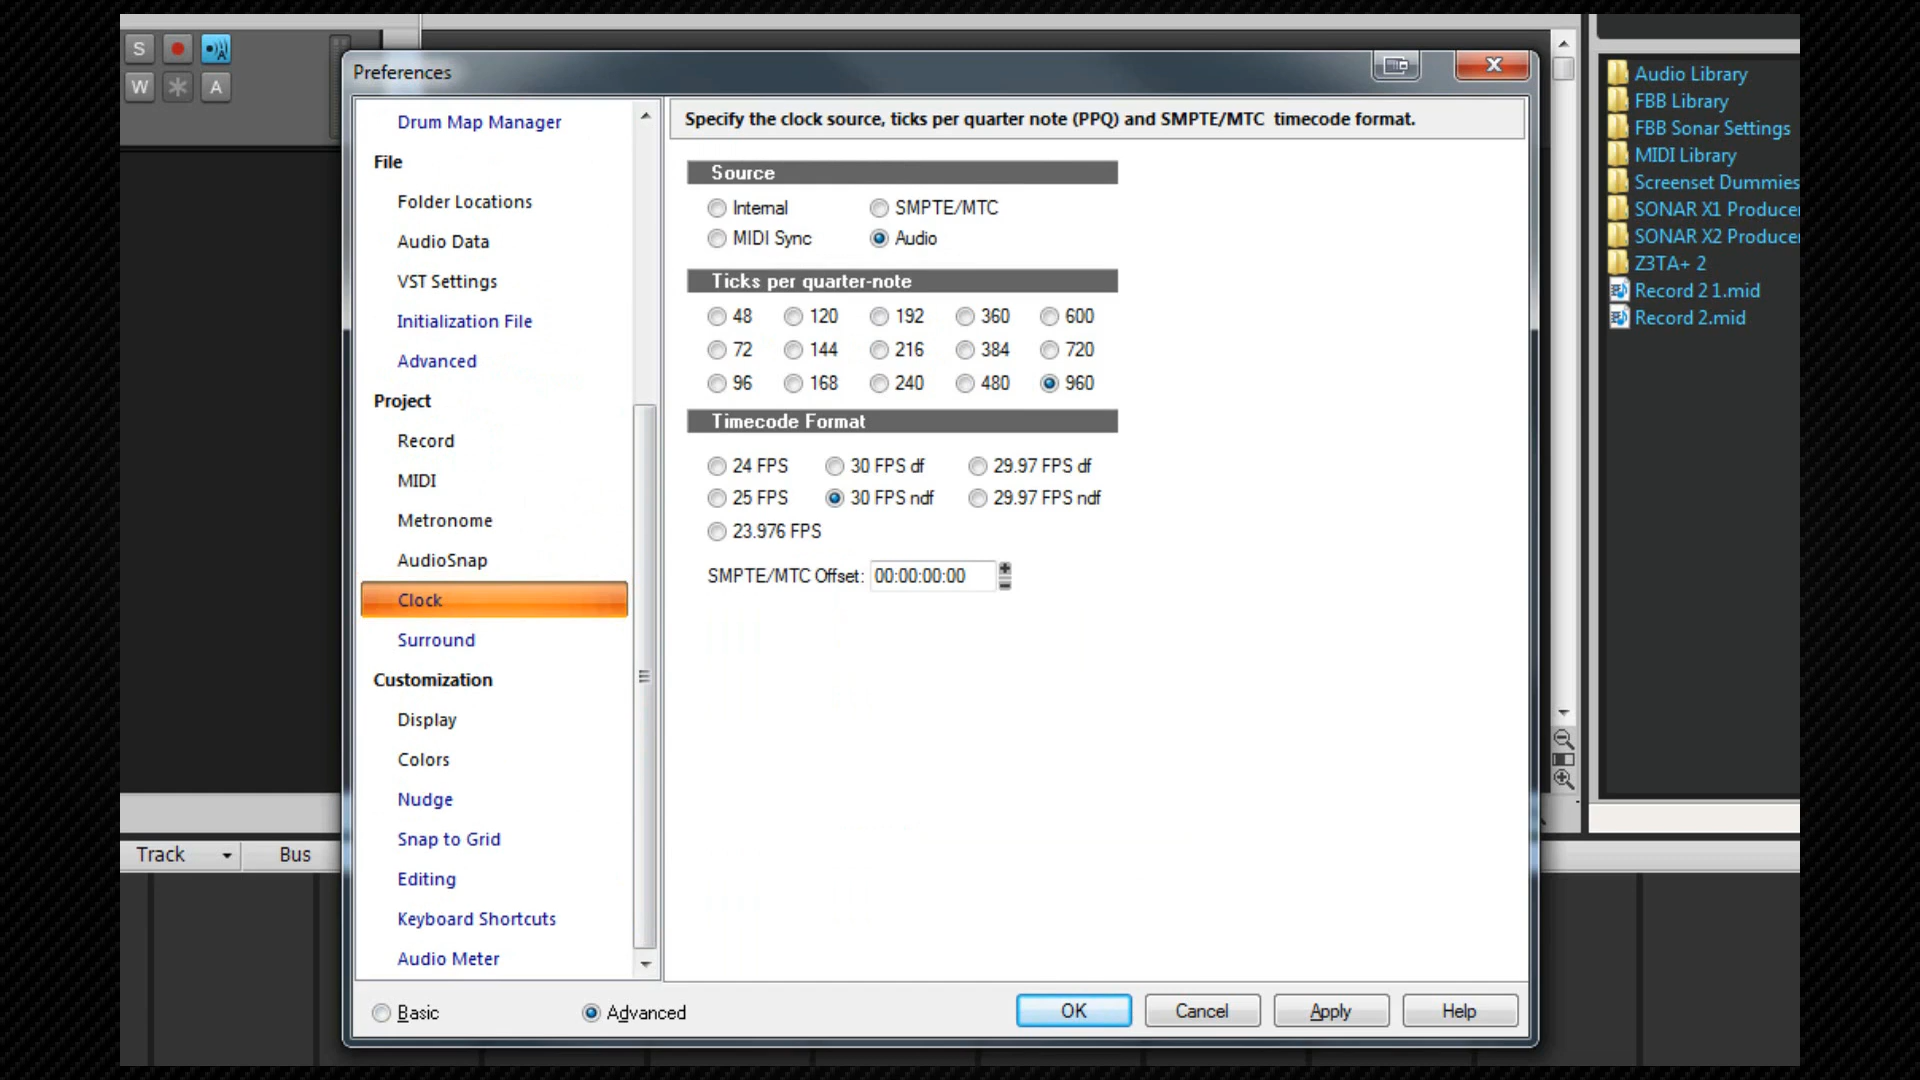 S
W
A
Preferences
Drum Map Manager
File
Folder Locations
Audio Data
VST Settings
Initialization File
Advanced
Project
Record
MIDI
Metronome
AudioSnap
Clock
Surround
Customization
Display
Colors
Nudge
Snap to Grid
Editing
Keyboard Shortcuts
Audio Meter
Basic
Advanced
Specify the clock source, ticks per quarter note (PPQ) and SMPTE/MTC timecode format.
Source
Internal SMPTE/MTC
MIDI Sync Audio
Ticks per quarter-note
48 120 192 360 600
72 144 216 384 720
96 168 240 480 960
Timecode Format
24 FPS 30 FPS df 29.97 FPS df
25 FPS 30 FPS ndf 29.97 FPS ndf
23.976 FPS
SMPTE/MTC Offset: 00:00:00:00
OK Cancel Apply Help
Audio Library
FBB Library
FBB Sonar Settings
MIDI Library
Screenset Dummies
SONAR X1 Producer
SONAR X2 Producer
Z3TA+ 2
Record 2 1.mid
Record 2.mid
Track Bus